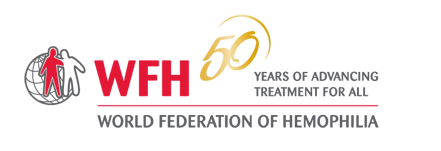 WFH 50
YEARS OF ADVANCING
TREATMENT FOR ALL
WORLD FEDERATION OF HEMOPHILIA